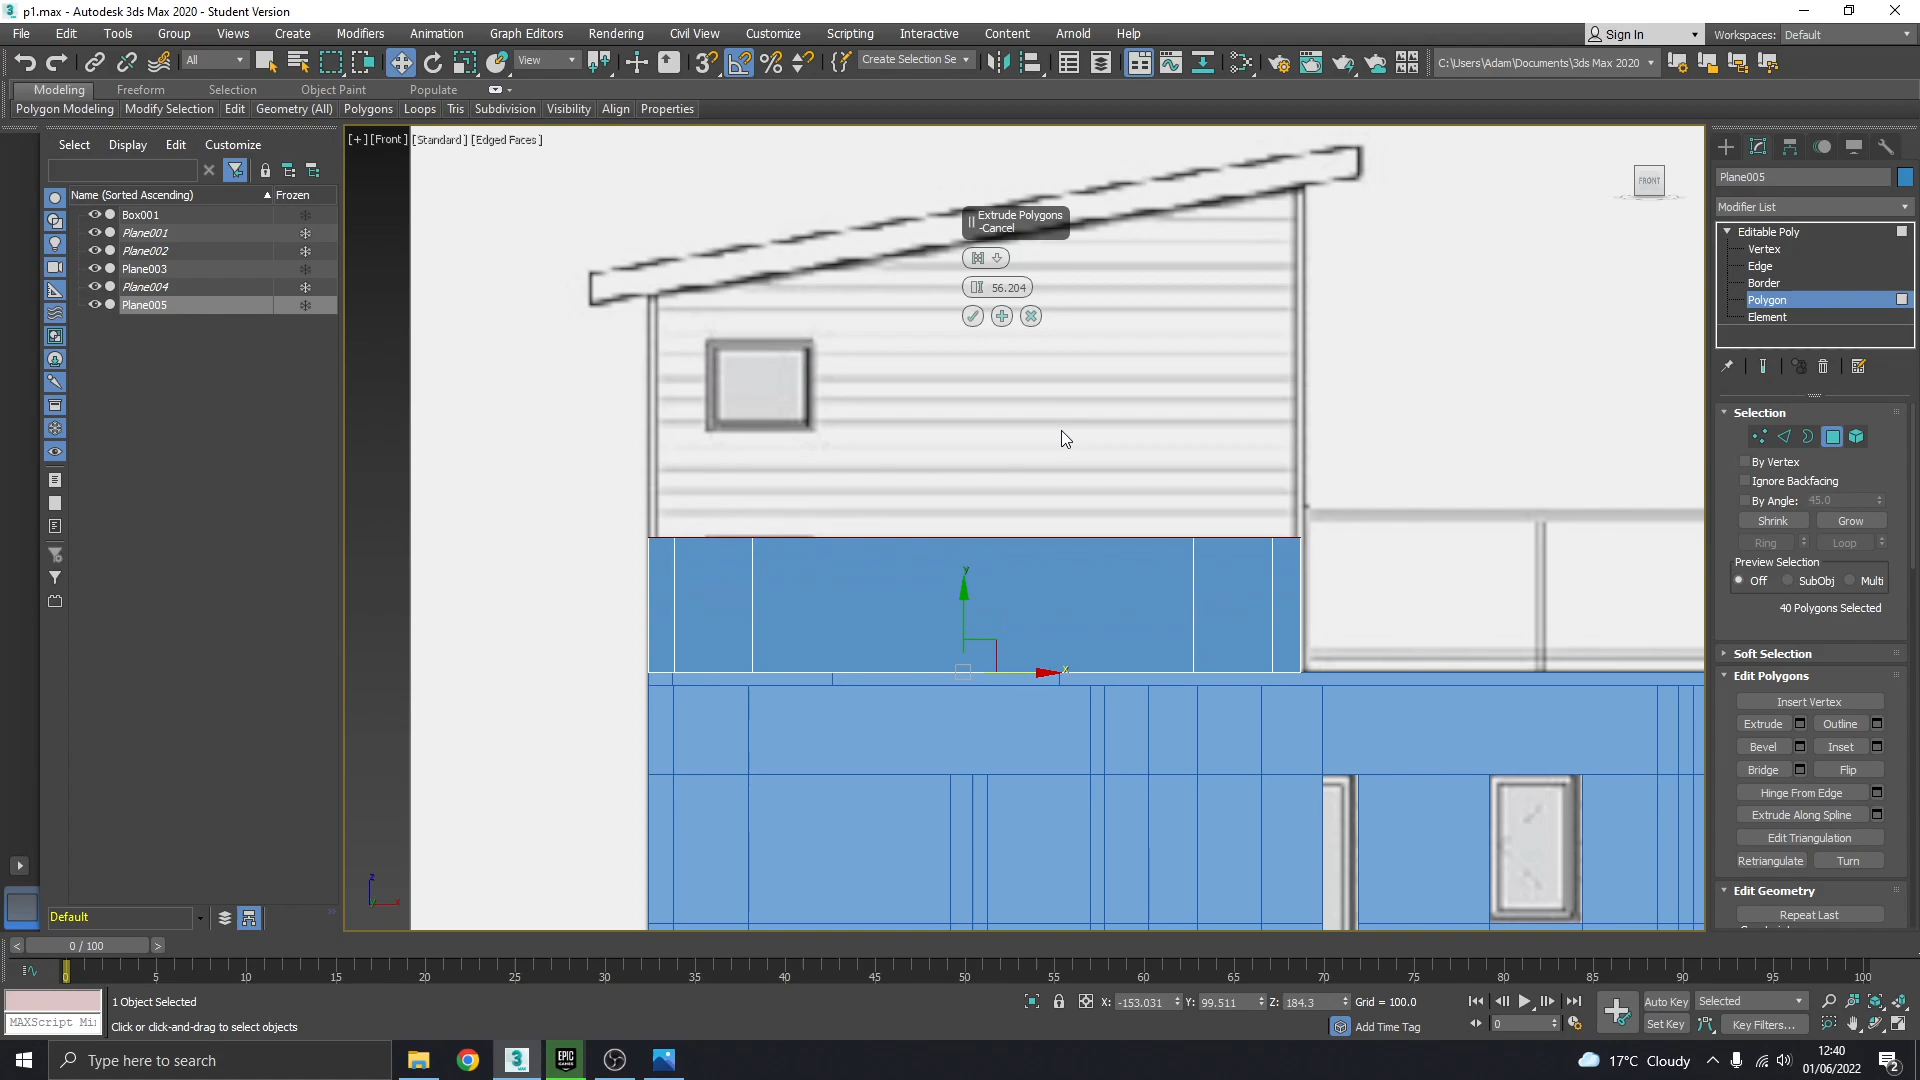 p1.max - Autodesk 3ds Max 2020 - Student Version
File Edit Tools Group Views Create Modifiers Animation Graph Editors Rendering Civil View Customize Scripting Interactive Content Arnold Help Sign In Workspaces: Default
All View Create Selection Se C:\Users\Adam\Documents\3ds Max 2020
Modeling Freeform Selection Object Paint Populate
Polygon Modeling Modify Selection Edit Geometry (All) Polygons Loops Tris Subdivision Visibility Align Properties
Select Display Edit Customize
Name (Sorted Ascending) Frozen
Box001
Plane001
Plane002
Plane003
Plane004
Plane005
Default
[+] [Front] [Standard] [Edged Faces]
Extrude Polygons
-Cancel
56.204
FRONT
y
x
z
x
Plane005
Modifier List
Editable Poly
Vertex
Edge
Border
Polygon
Element
Selection
By Vertex
Ignore Backfacing
By Angle: 45.0
Shrink Grow
Ring Loop
Preview Selection
Off SubObj Multi
40 Polygons Selected
Soft Selection
Edit Polygons
Insert Vertex
Extrude Outline
Bevel Inset
Bridge Flip
Hinge From Edge
Extrude Along Spline
Edit Triangulation
Retriangulate Turn
Edit Geometry
Repeat Last
< 0 / 100 >
0 5 10 15 20 25 30 35 40 45 50 55 60 65 70 75 80 85 90 95 100
1 Object Selected X: -153.031 Y: 99.511 Z: 184.3 Grid = 100.0 Auto Key Selected
MAXScript Mi Click or click-and-drag to select objects Add Time Tag 0 Set Key Key Filters...
Type here to search
3
EPIC
GAMES
17°C Cloudy
12:40
01/06/2022
2